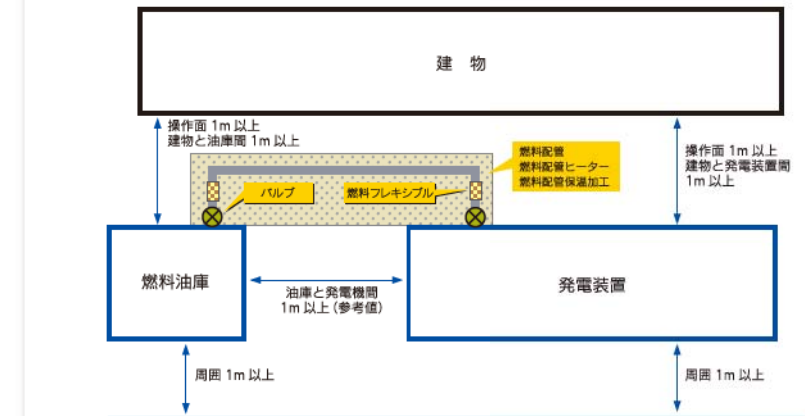 建 物
操作面 1m 以上
建物と油庫間 1m 以上
燃料配管
燃料配管ヒーター
燃料配管保温加工
操作面 1m 以上
建物と発電装置間
1m 以上
バルブ
燃料フレキシブル
燃料油庫
油庫と発電機間
1m 以上(参考値)
発電装置
周囲 1m 以上
周囲 1m 以上